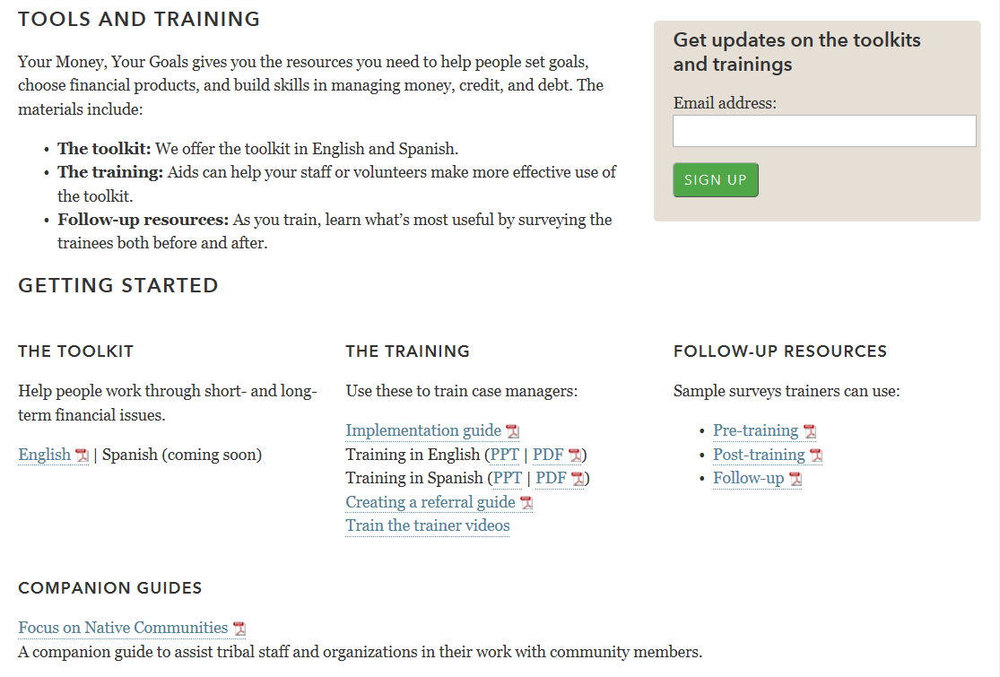 TOOLS AND TRAINING
Your Money, Your Goals gives you the resources you need to help people set goals,
choose financial products, and build skills in managing money, credit, and debt. The
materials include:
• The toolkit: We offer the toolkit in English and Spanish.
• The training: Aids can help your staff or volunteers make more effective use of
the toolkit.
• Follow-up resources: As you train, learn what’s most useful by surveying the
trainees both before and after.
Get updates on the toolkits
and trainings
Email address:
SIGN UP
GETTING STARTED
THE TOOLKIT
Help people work through short- and long-
term financial issues.
English | Spanish (coming soon)
THE TRAINING
Use these to train case managers:
Implementation guide
Training in English (PPT | PDF)
Training in Spanish (PPT | PDF)
Creating a referral guide
Train the trainer videos
FOLLOW-UP RESOURCES
Sample surveys trainers can use:
• Pre-training
• Post-training
• Follow-up
COMPANION GUIDES
Focus on Native Communities
A companion guide to assist tribal staff and organizations in their work with community members.